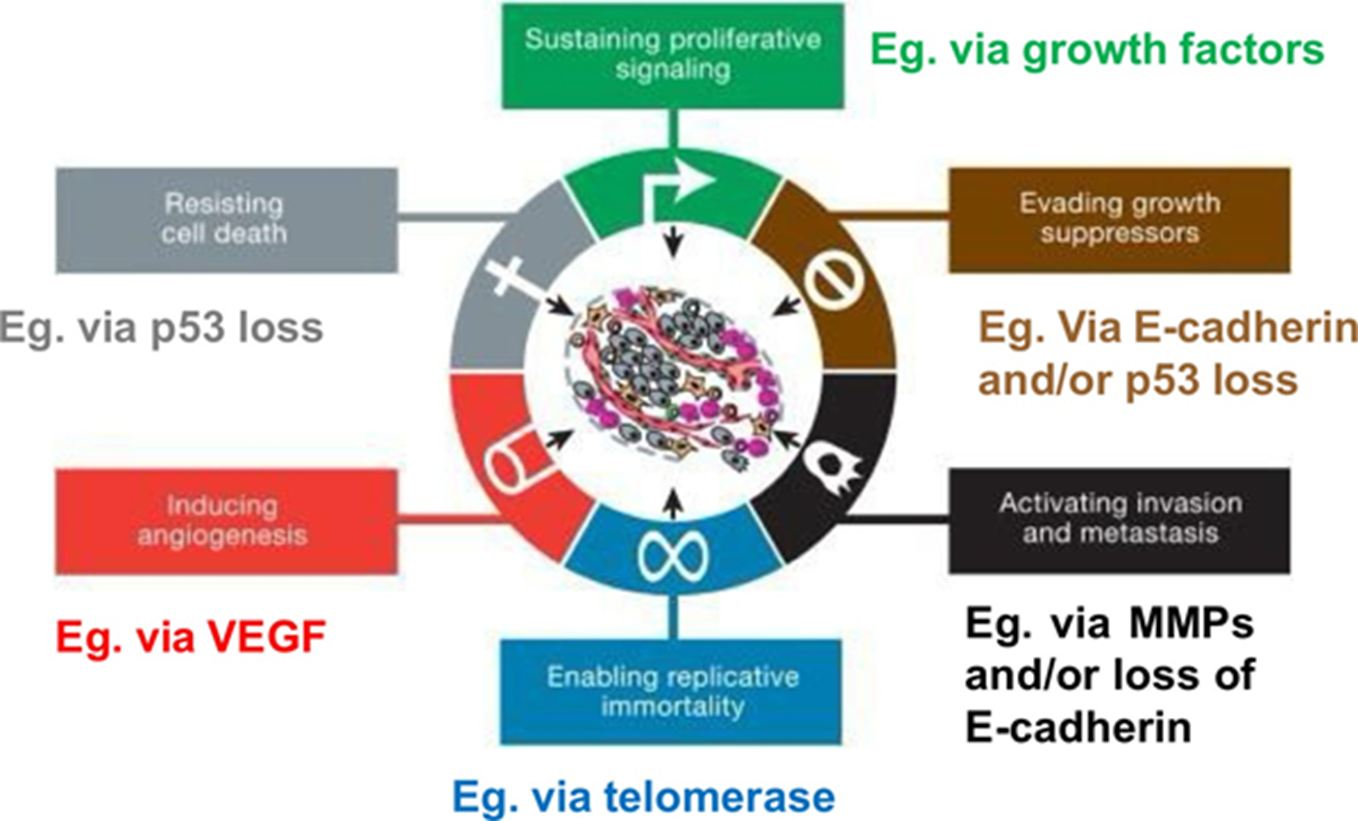 Sustaining proliferative
signaling
Eg. via growth factors
Resisting
cell death
Eg. via p53 loss
Evading growth
suppressors
Eg. Via E-cadherin
and/or p53 loss
Inducing
angiogenesis
Eg. via VEGF
Activating invasion
and metastasis
Eg. via MMPs
and/or loss of
E-cadherin
Enabling replicative
immortality
Eg. via telomerase